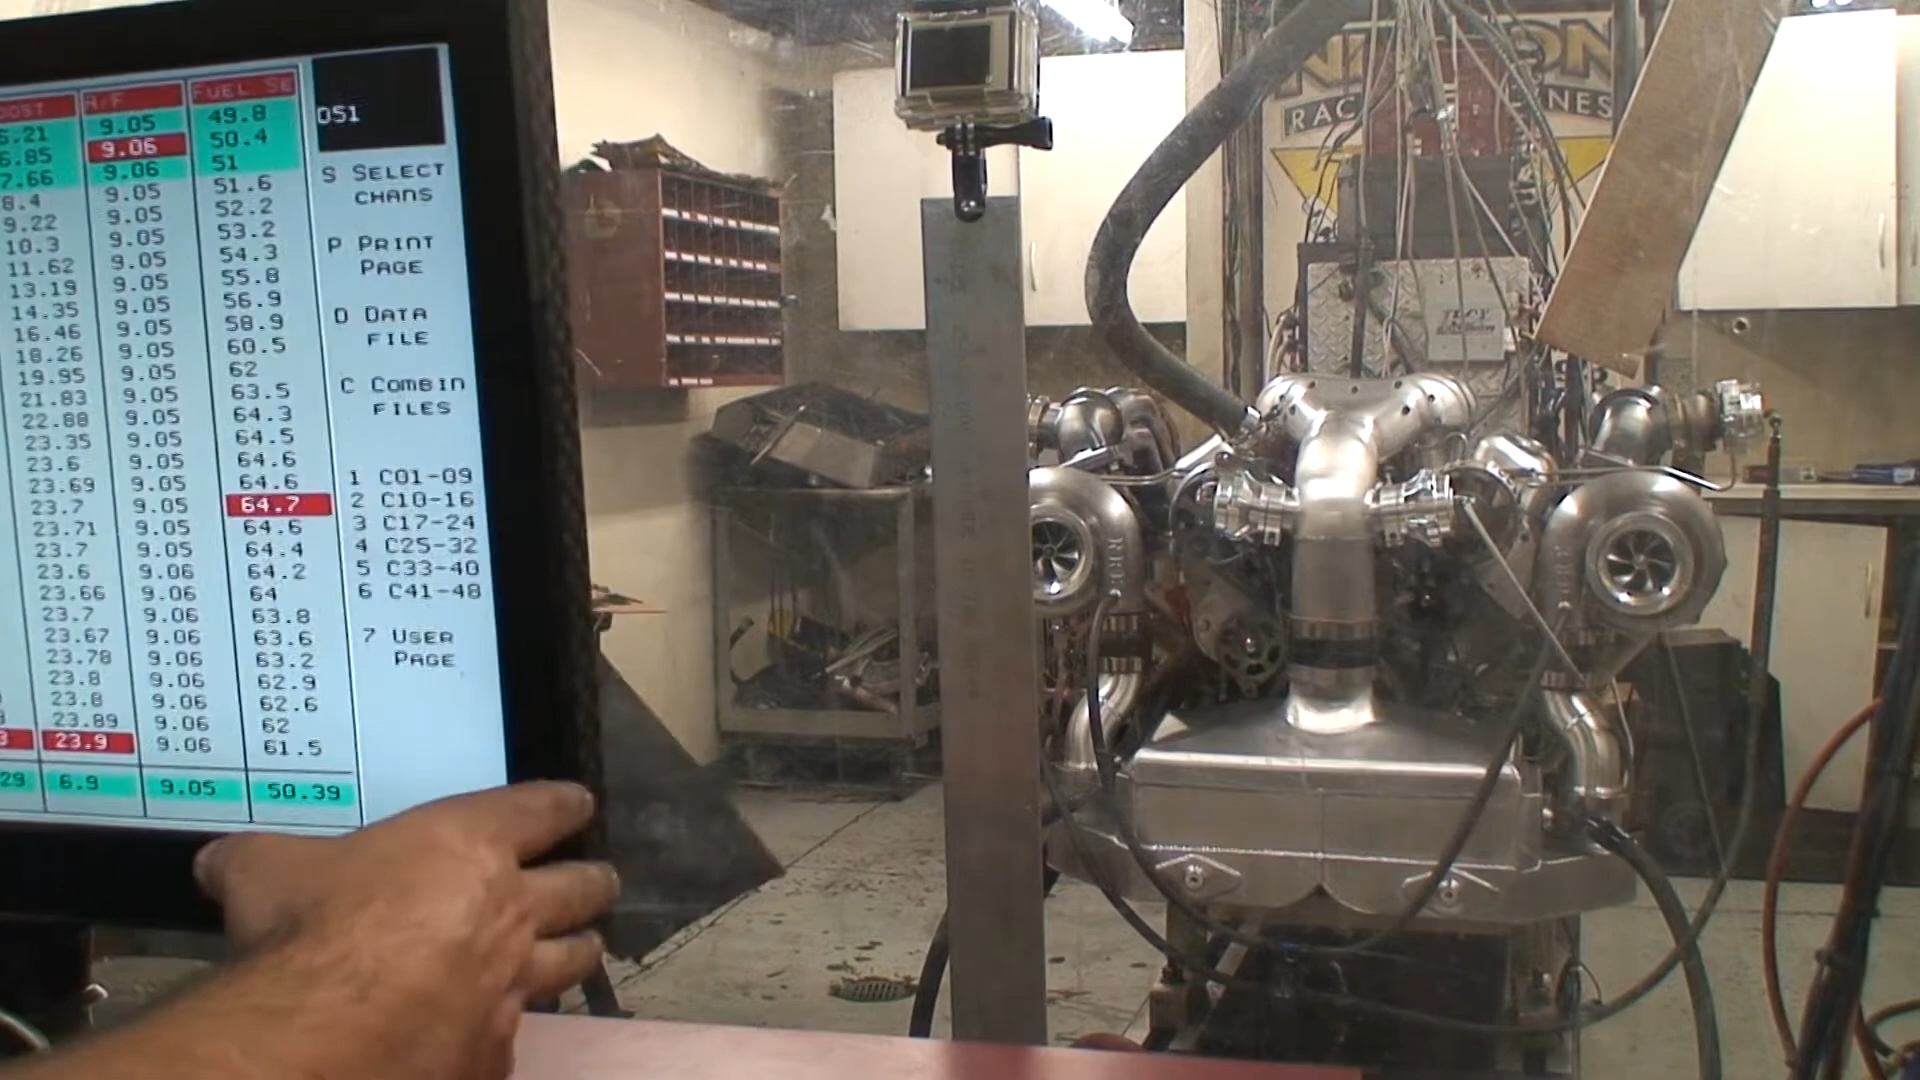 A/F FUEL SE
6.21 9.05 49.8
6.85 9.06 50.4
7.66 9.06 51
8.4 9.05 51.6
9.22 9.05 52.2
10.3 9.05 53.2
11.62 9.05 54.3
13.19 9.05 55.8
14.35 9.05 56.9
16.46 9.05 58.9
18.26 9.05 60.5
19.95 9.05 62
21.83 9.05 63.5
22.88 9.05 64.3
23.35 9.05 64.5
23.6 9.05 64.6
23.69 9.05 64.6
23.7 9.05 64.7
23.71 9.05 64.6
23.7 9.05 64.4
23.6 9.06 64.2
23.66 9.06 64
23.7 9.06 63.8
23.67 9.06 63.6
23.78 9.06 63.2
23.8 9.06 62.9
23.8 9.06 62.6
23.89 9.06 62
23.9 9.06 61.5
29 6.9 9.05 50.39
051
S SELECT
CHANS
P PRINT
PAGE
D DATA
FILE
C COMBIN
FILES
1 C01-09
2 C10-16
3 C17-24
4 C25-32
5 C33-40
6 C41-48
7 USER
PAGE